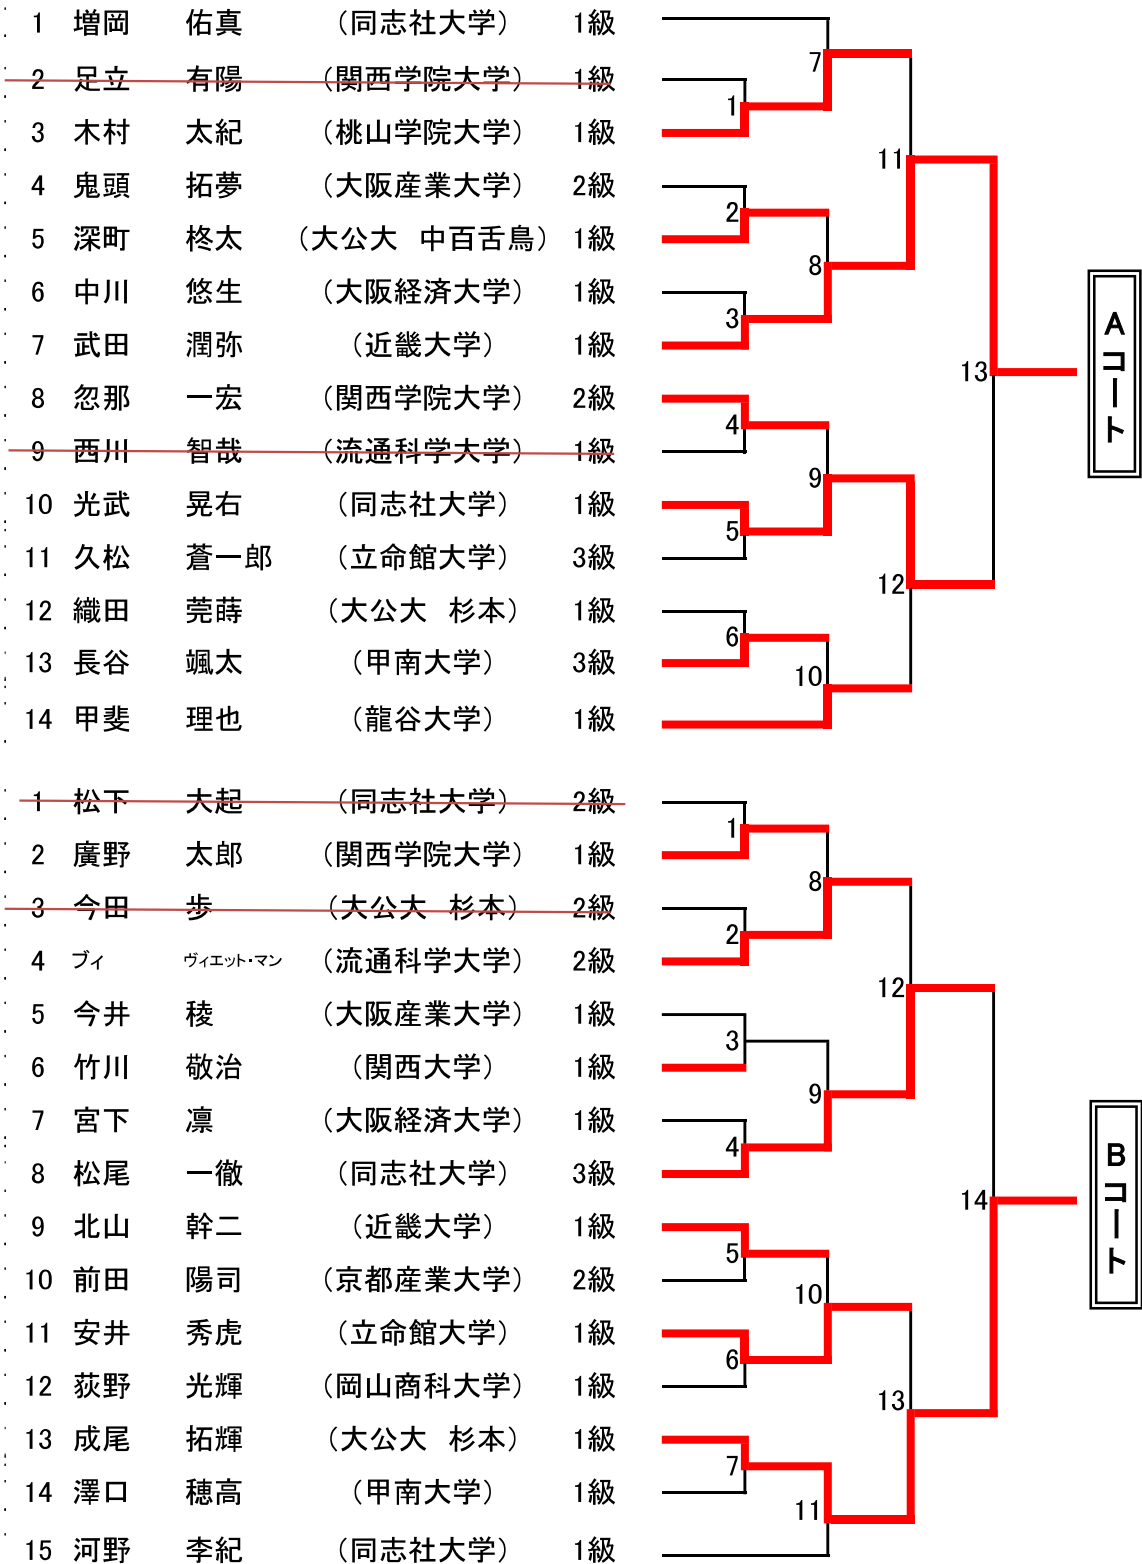 1 増岡 佑真 (同志社大学) 1級
2 足立 有陽 (関西学院大学) 1級
3 木村 太紀 (桃山学院大学) 1級
4 鬼頭 拓夢 (大阪産業大学) 2級
5 深町 柊太 (大公大 中百舌鳥) 1級
6 中川 悠生 (大阪経済大学) 1級
7 武田 潤弥 (近畿大学) 1級
8 忽那 一宏 (関西学院大学) 2級
9 西川 智哉 (流通科学大学) 1級
10 光武 晃右 (同志社大学) 1級
11 久松 蒼一郎 (立命館大学) 3級
12 織田 莞蒔 (大公大 杉本) 1級
13 長谷 颯太 (甲南大学) 3級
14 甲斐 理也 (龍谷大学) 1級
7
1
11
2
8
3
13
4
9
5
12
6
10
Aコート
1 松下 大起 (同志社大学) 2級
2 廣野 太郎 (関西学院大学) 1級
3 今田 歩 (大公大 杉本) 2級
4 ブィ ヴィエット・マン (流通科学大学) 2級
5 今井 稜 (大阪産業大学) 1級
6 竹川 敬治 (関西大学) 1級
7 宮下 凛 (大阪経済大学) 1級
8 松尾 一徹 (同志社大学) 3級
9 北山 幹二 (近畿大学) 1級
10 前田 陽司 (京都産業大学) 2級
11 安井 秀虎 (立命館大学) 1級
12 荻野 光輝 (岡山商科大学) 1級
13 成尾 拓輝 (大公大 杉本) 1級
14 澤口 穂高 (甲南大学) 1級
15 河野 李紀 (同志社大学) 1級
1
8
2
12
3
9
4
14
5
10
6
13
7
11
Bコート